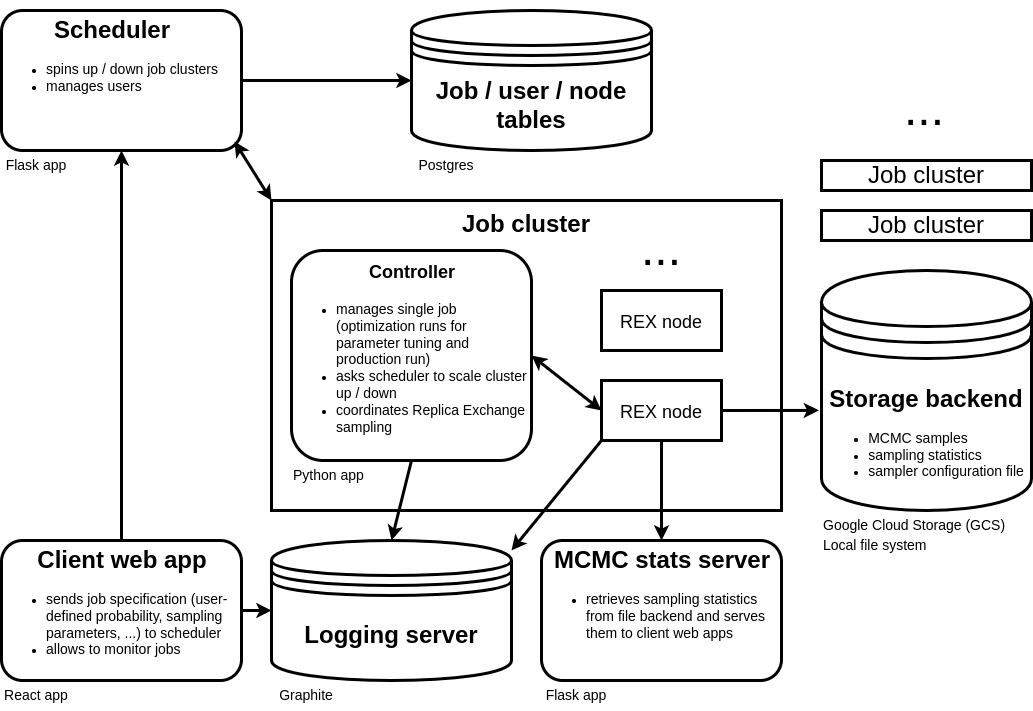 Scheduler
• spins up / down job clusters
• manages users
Flask app
Job / user / node
tables
Postgres
...
Job cluster
Job cluster
Job cluster
...
Controller
• manages single job
(optimization runs for
parameter tuning and
production run)
• asks scheduler to scale cluster
up / down
• coordinates Replica Exchange
sampling
Python app
REX node
REX node
Storage backend
• MCMC samples
• sampling statistics
• sampler configuration file
Google Cloud Storage (GCS)
Local file system
Client web app
• sends job specification (user-
defined probability, sampling
parameters, ...) to scheduler
• allows to monitor jobs
React app
Logging server
Graphite
MCMC stats server
• retrieves sampling statistics
from file backend and serves
them to client web apps
Flask app